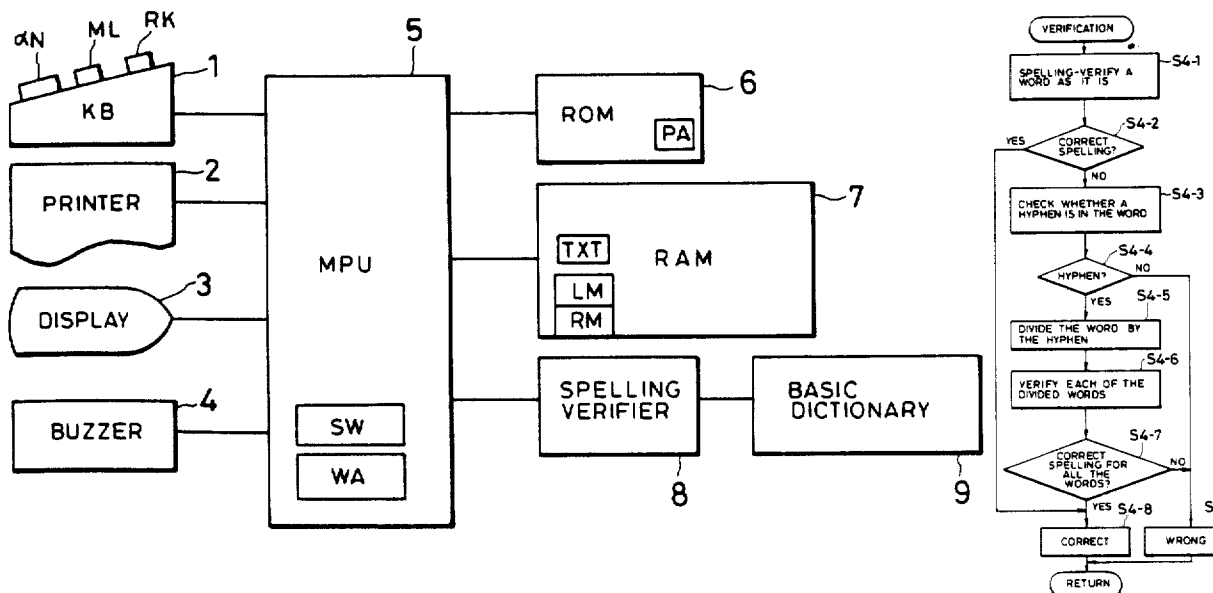 αN
ML
RK
1
KB
2
PRINTER
3
DISPLAY
4
BUZZER
5
MPU
SW
WA
6
ROM
PA
7
RAM
TXT
LM
RM
SPELLING
VERIFIER
8
BASIC
DICTIONARY
9
VERIFICATION
S4-1
SPELLING-VERIFY A
WORD AS IT IS
S4-2
YES
CORRECT
SPELLING?
NO
S4-3
CHECK WHETHER A
HYPHEN IS IN THE WORD
S4-4
HYPHEN?
NO
YES
S4-5
DIVIDE THE WORD BY
THE HYPHEN
S4-6
VERIFY EACH OF THE
DIVIDED WORDS
S4-7
CORRECT
SPELLING FOR
ALL THE
WORDS?
NO
YES
S4-8
S
CORRECT
WRONG
RETURN